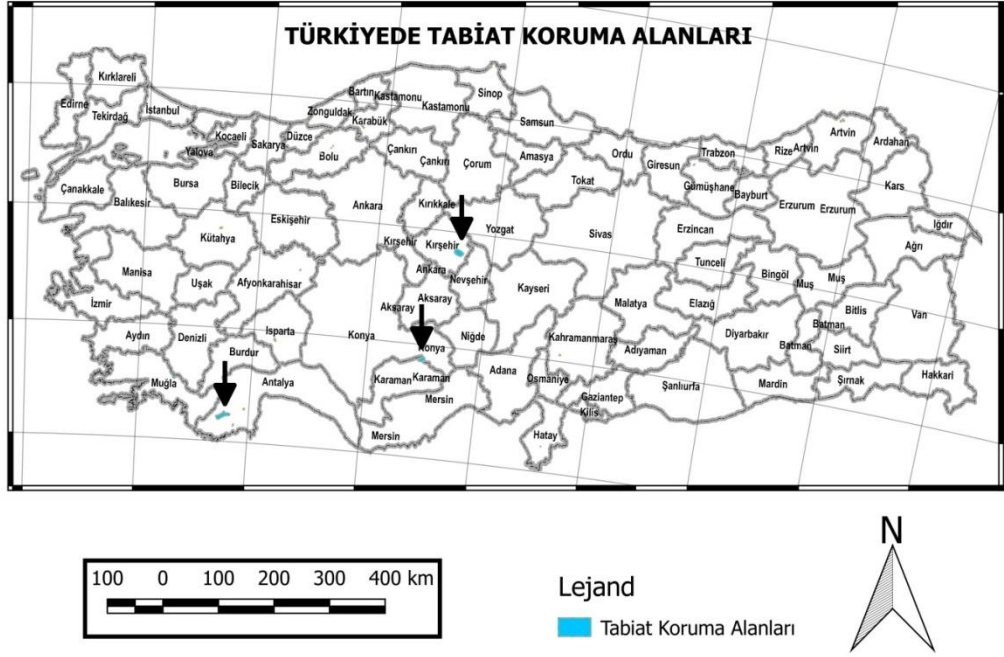 TÜRKİYEDE TABİAT KORUMA ALANLARI
Kırklareli
Edirne
Tekirdağ
İstanbul
Kocaeli
Yalova
Sakarya
Düzce
Zonguldak
Bartın
Kastamonu
Karabük
Kastamonu
Sinop
Samsun
Bolu
Çankırı
Çankırı
Çorum
Amasya
Tokat
Ordu
Giresun
Trabzon
Gümüşhane
Bayburt
Rize
Artvin
Artvin
Ardahan
Kars
Iğdır
Ağrı
Erzurum
Erzurum
Erzincan
Çanakkale
Balıkesir
Bursa
Bilecik
Eskişehir
Ankara
Kırıkkale
Yozgat
Sivas
Kütahya
Kırşehir
Kırşehir
Ankara
Nevşehir
Kayseri
Tunceli
Bingöl
Muş
Muş
Manisa
Uşak
Afyonkarahisar
Aksaray
Aksaray
Malatya
Elazığ
Bitlis
Van
İzmir
Aydın
Denizli
Isparta
Burdur
Konya
Konya
Niğde
Kahramanmaraş
Adıyaman
Diyarbakır
Batman
Batman
Siirt
Muğla
Antalya
Karaman
Karaman
Mersin
Mersin
Adana
Osmaniye
Gaziantep
Kilis
Hatay
Şanlıurfa
Mardin
Şırnak
Hakkari
100 0 100 200 300 400 km
Lejand
Tabiat Koruma Alanları
N